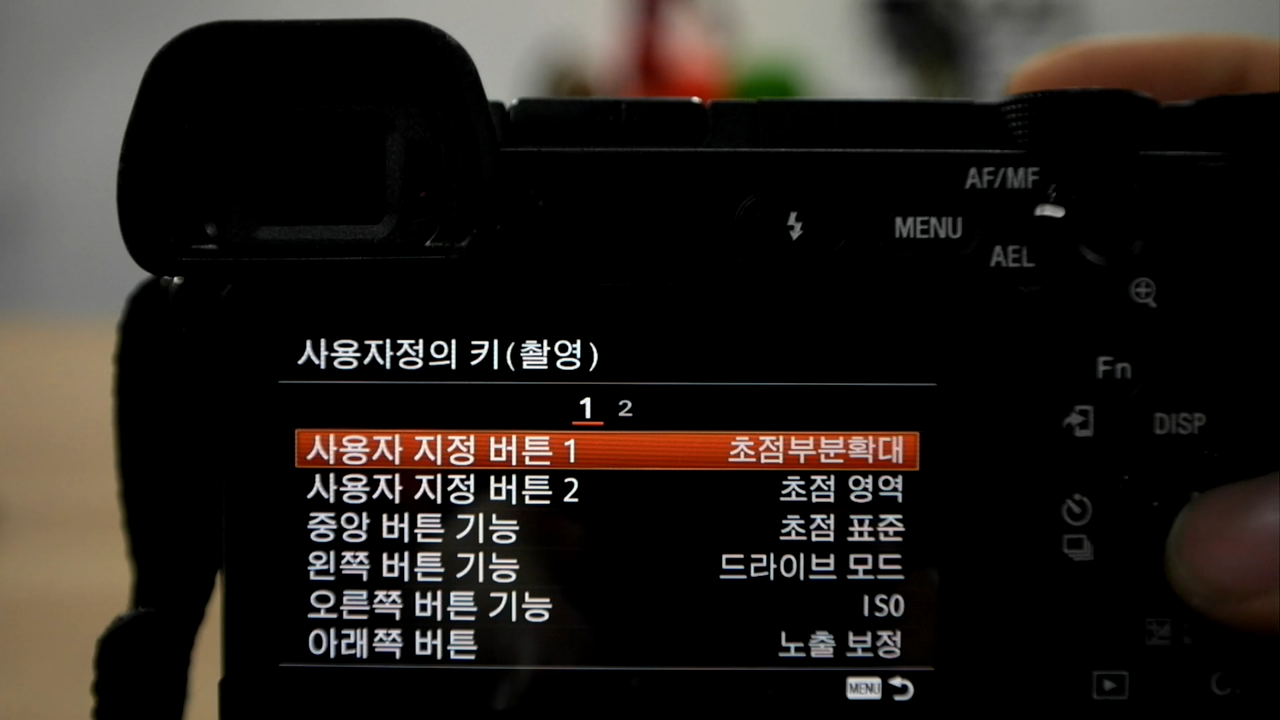 AF/MF
MENU
AEL
사용자정의 키(촬영)
Fn
1 2
DISP
사용자 지정 버튼 1 초점부분확대
사용자 지정 버튼 2 초점 영역
중앙 버튼 기능 초점 표준
왼쪽 버튼 기능 드라이브 모드
오른쪽 버튼 기능 ISO
아래쪽 버튼 노출 보정
MENU